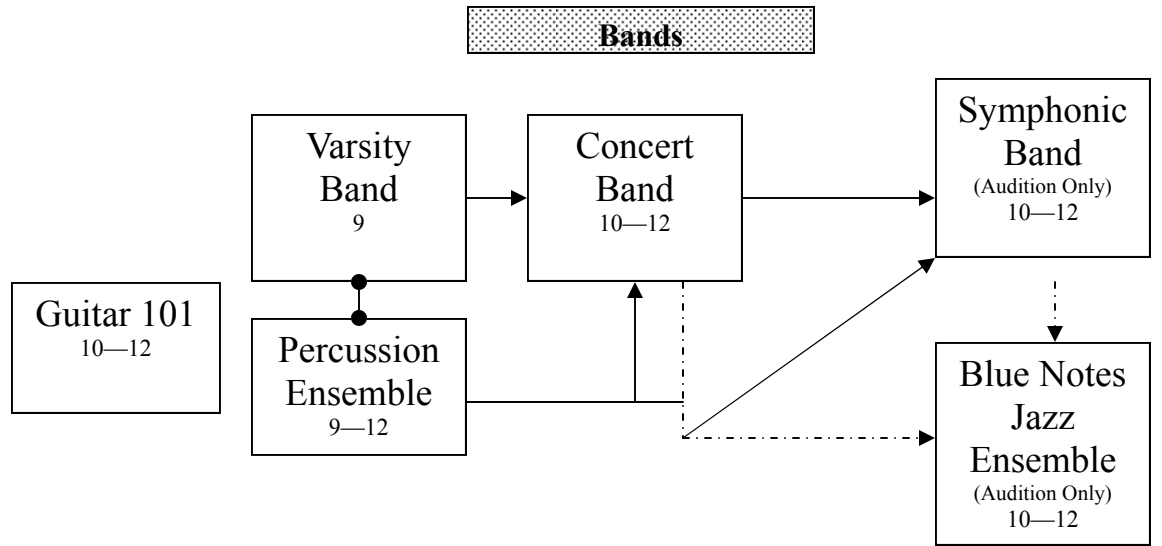 Bands
Varsity
Band
9
Concert
Band
10—12
Symphonic
Band
(Audition Only)
10—12
Guitar 101
10—12
Percussion
Ensemble
9—12
Blue Notes
Jazz
Ensemble
(Audition Only)
10—12